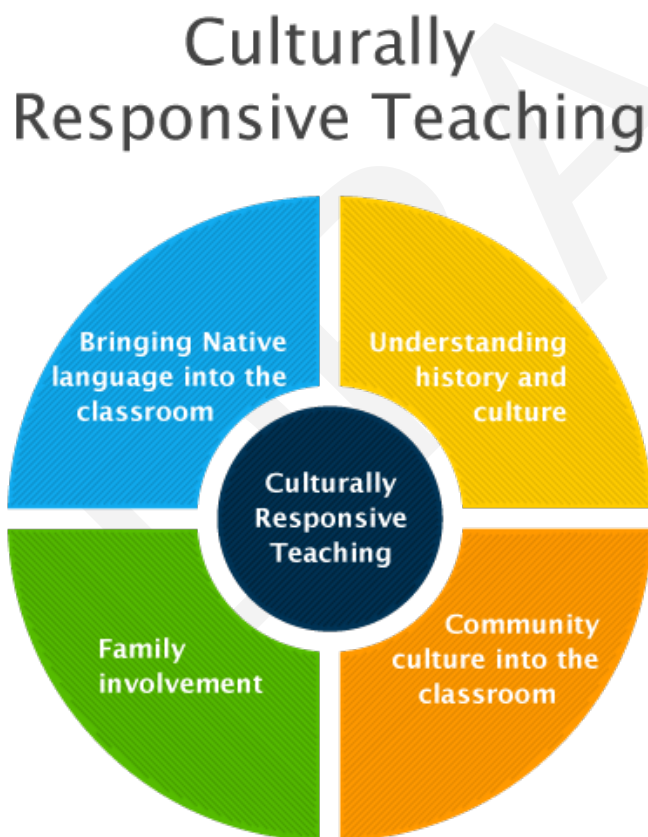 Culturally
Responsive Teaching
Bringing Native
language into the
classroom
Understanding
history and
culture
Culturally
Responsive
Teaching
Family
involvement
Community
culture into the
classroom